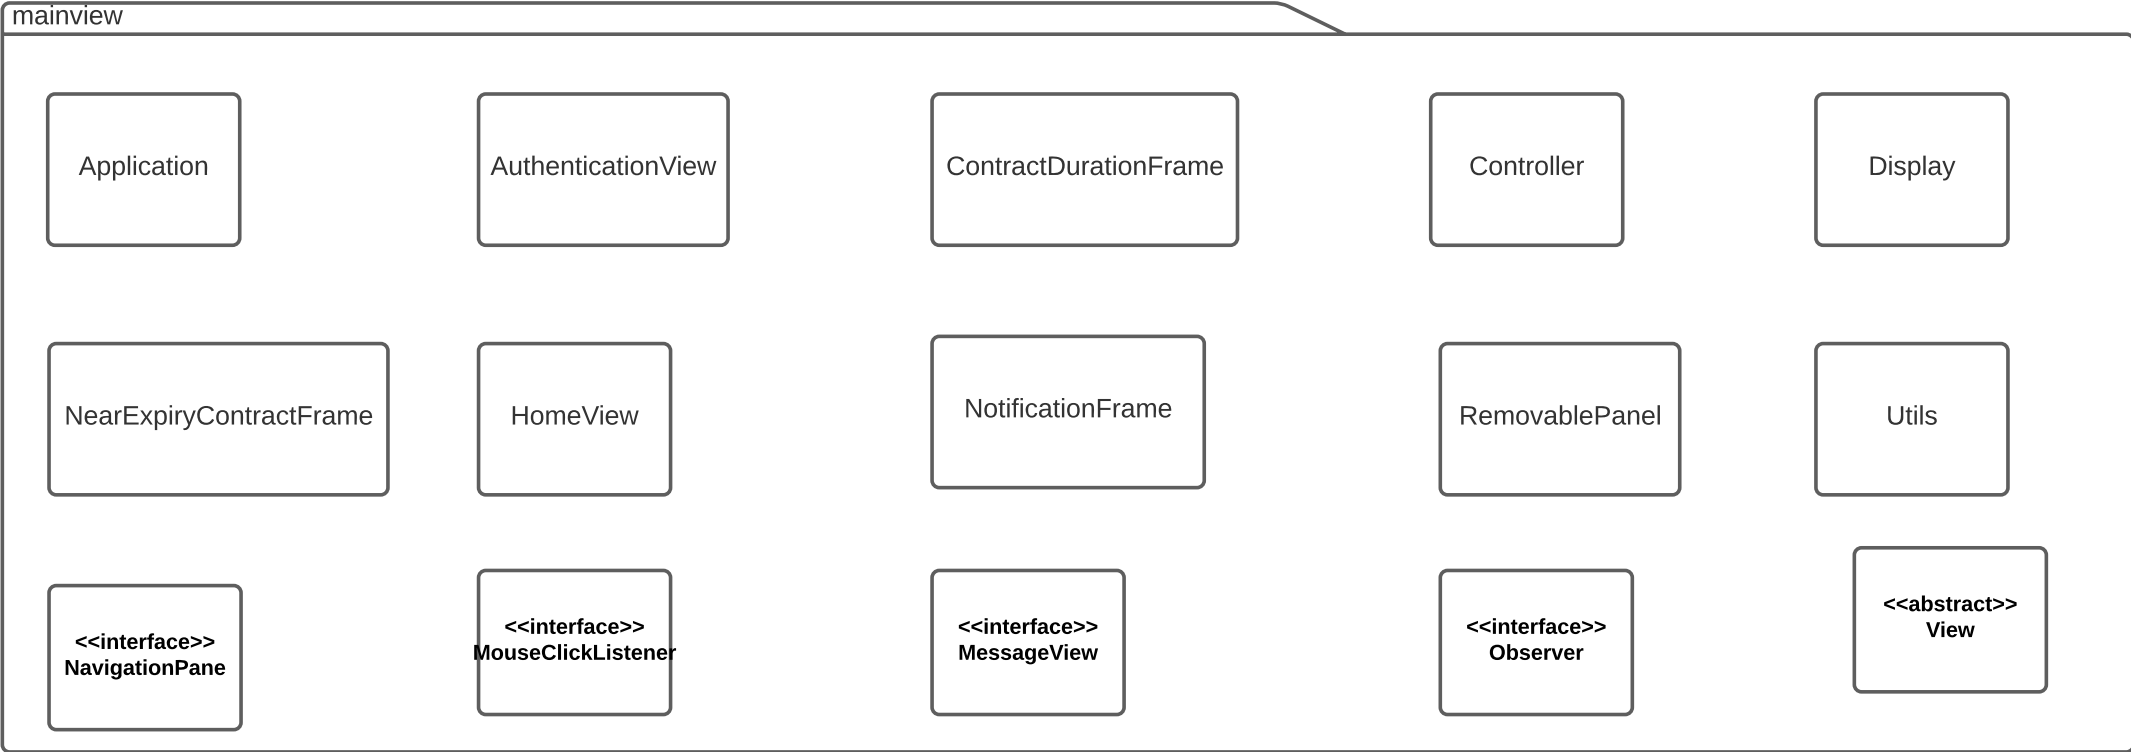 mainview
Application
AuthenticationView
ContractDurationFrame
Controller
Display
NearExpiryContractFrame
HomeView
NotificationFrame
RemovablePanel
Utils
<<interface>>
NavigationPane
<<interface>>
MouseClickListener
<<interface>>
MessageView
<<interface>>
Observer
<<abstract>>
View